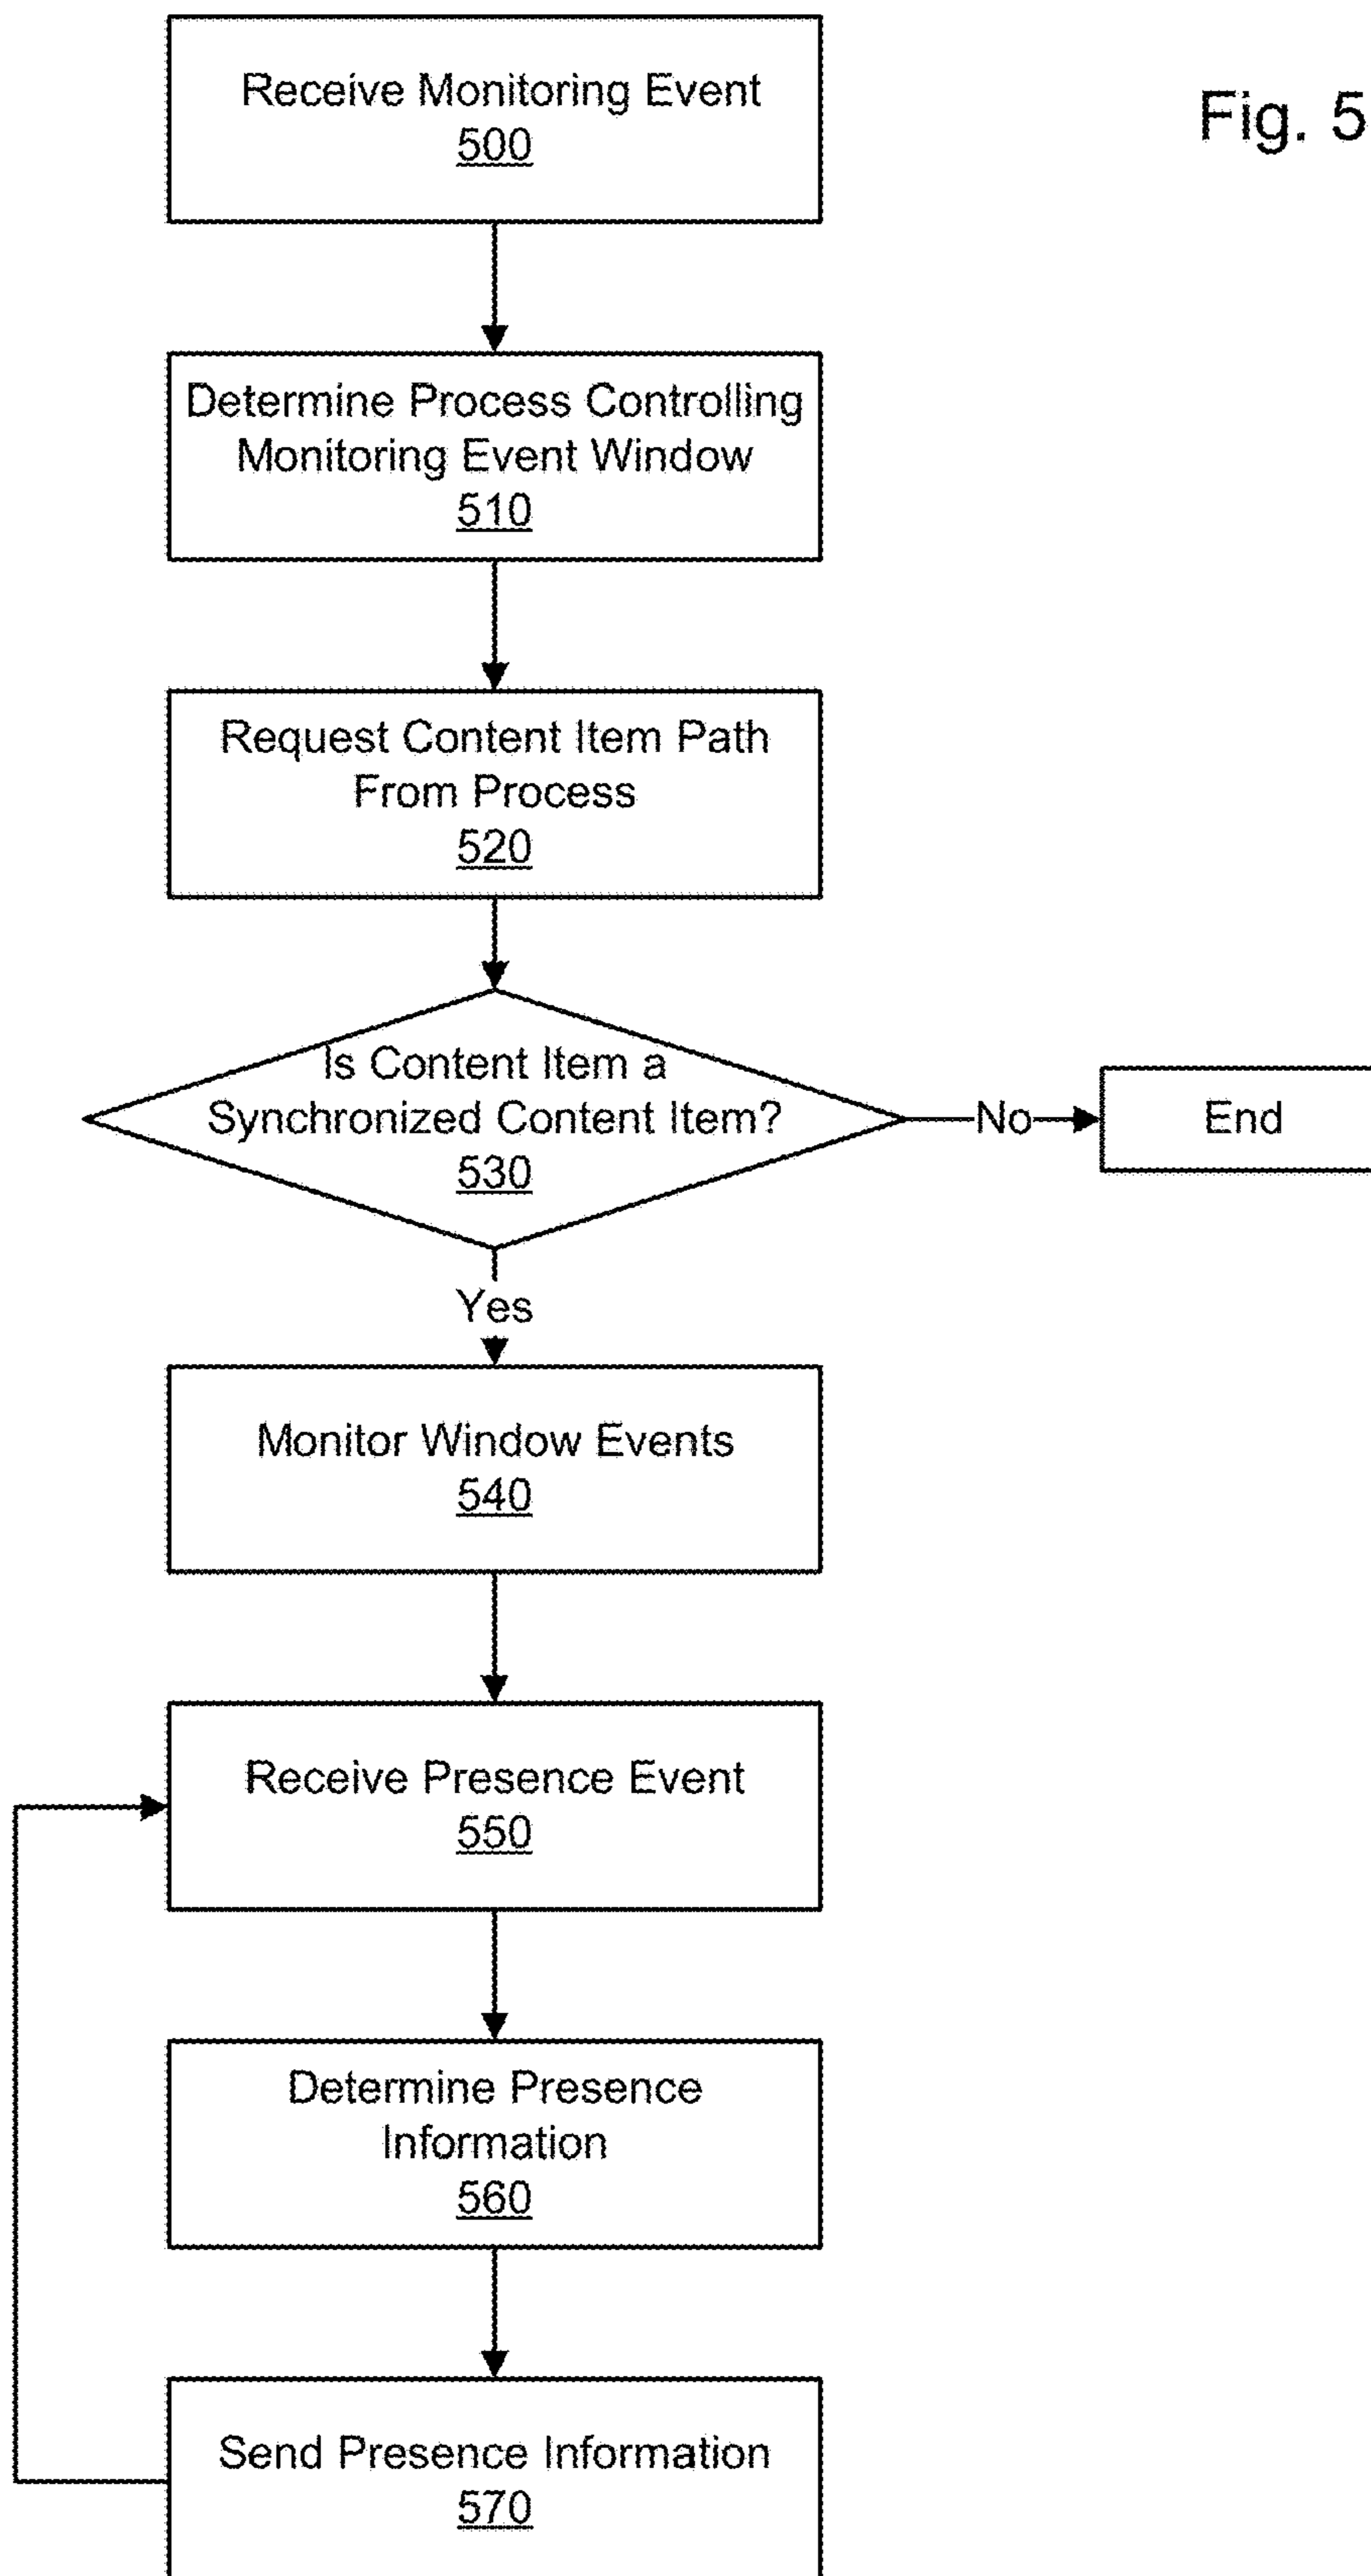 Fig. 5
Receive Monitoring Event
500
Determine Process Controlling
Monitoring Event Window
510
Request Content Item Path
From Process
520
Is Content Item a
Synchronized Content Item?
530
No
End
Yes
Monitor Window Events
540
Receive Presence Event
550
Determine Presence
Information
560
Send Presence Information
570